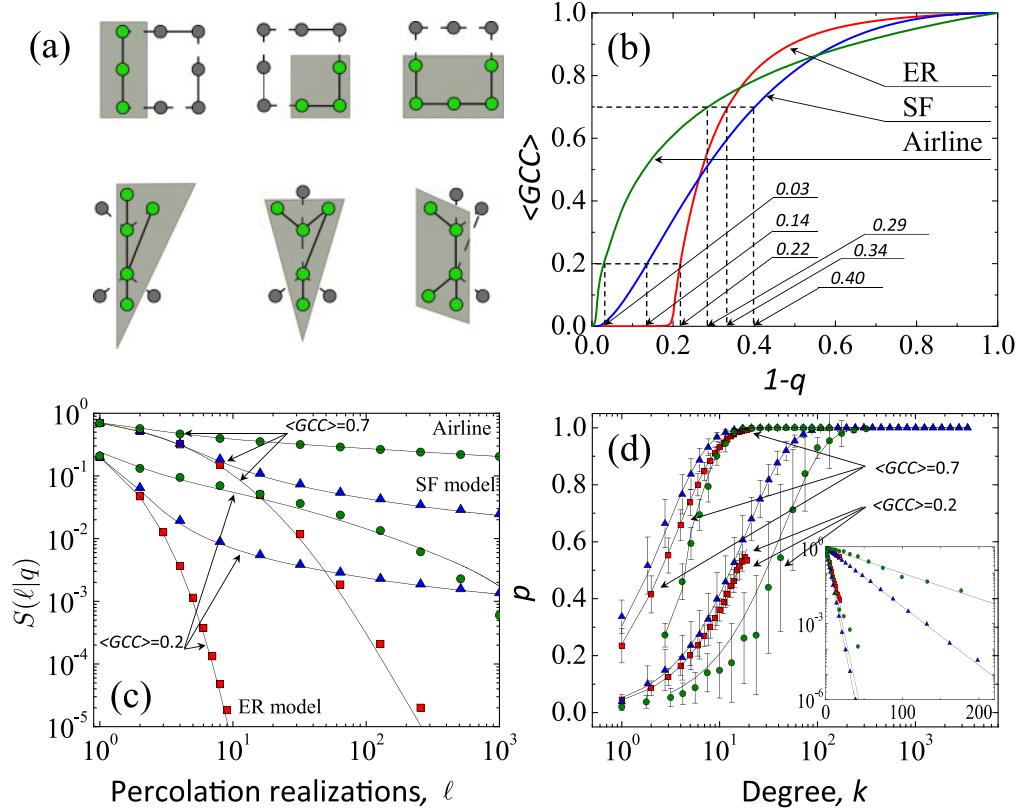 (a)
(b)
1.0
0.8
0.6
0.4
0.2
0.0
<GCC>
ER
SF
Airline
0.03
0.14
0.22
0.29
0.34
0.40
0.0 0.2 0.4 0.6 0.8 1.0
1-q
(c)
10^0
10^-1
10^-2
10^-3
10^-4
10^-5
S(ℓ|q)
<GCC>=0.7
Airline
SF model
<GCC>=0.2
ER model
10^0 10^1 10^2 10^3
Percolation realizations, ℓ
(d)
1.0
0.8
0.6
0.4
0.2
0.0
p
<GCC>=0.7
<GCC>=0.2
10^0
10^-3
10^-6
0 100 200
10^0 10^1 10^2 10^3
Degree, k